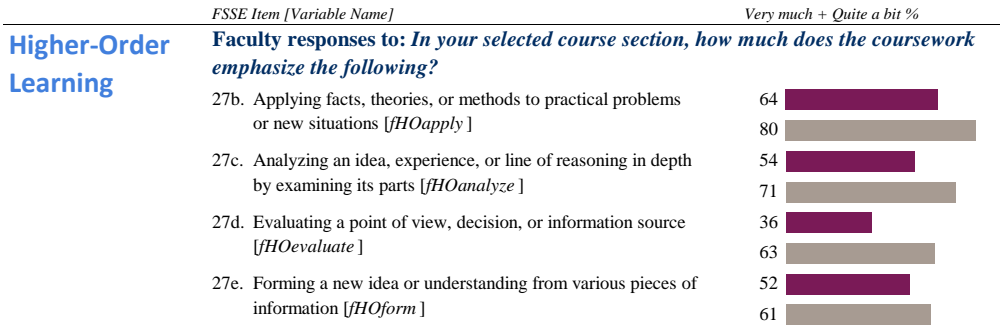 FSSE Item [Variable Name] Very much + Quite a bit %
Higher-Order
Learning
Faculty responses to: In your selected course section, how much does the coursework
emphasize the following?
27b. Applying facts, theories, or methods to practical problems
or new situations [fHOapply ]
64
80
27c. Analyzing an idea, experience, or line of reasoning in depth
by examining its parts [fHOanalyze ]
54
71
27d. Evaluating a point of view, decision, or information source
[fHOevaluate ]
36
63
27e. Forming a new idea or understanding from various pieces of
information [fHOform ]
52
61